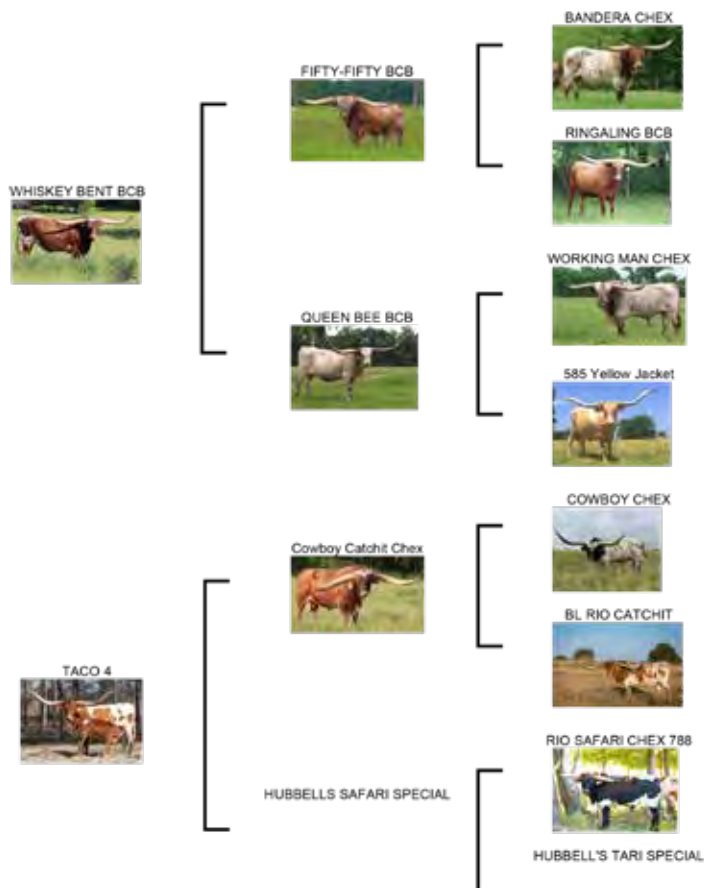 BANDERA CHEX
FIFTY-FIFTY BCB
RINGALING BCB
WHISKEY BENT BCB
WORKING MAN CHEX
QUEEN BEE BCB
585 Yellow Jacket
COWBOY CHEX
Cowboy Catchit Chex
BL RIO CATCHIT
TACO 4
RIO SAFARI CHEX 788
HUBBELLS SAFARI SPECIAL
HUBBELL'S TARI SPECIAL